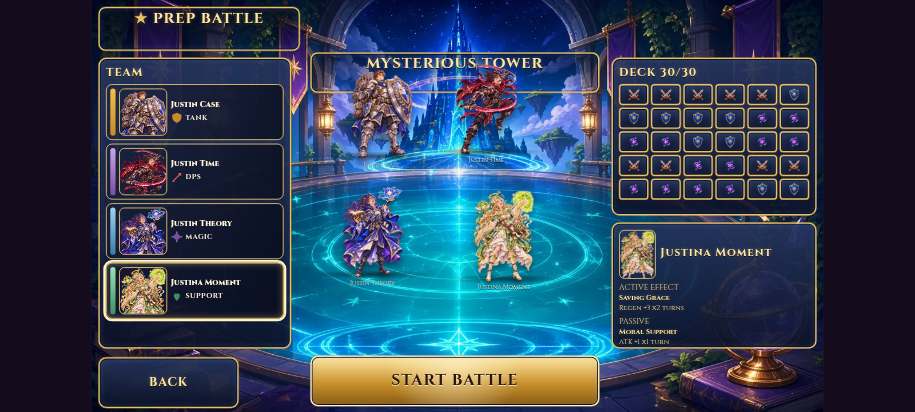 ★ PREP BATTLE
TEAM
JUSTIN CASE
TANK
JUSTIN TIME
DPS
JUSTIN THEORY
MAGIC
JUSTINA MOMENT
SUPPORT
BACK
MYSTERIOUS TOWER
JUSTIN TIME
JUSTIN THEORY
JUSTINA MOMENT
START BATTLE
DECK 30/30
JUSTINA MOMENT
ACTIVE EFFECT
SAVING GRACE
REGEN +3 X2 TURNS
PASSIVE
MORAL SUPPORT
ATK +1 X1 TURN